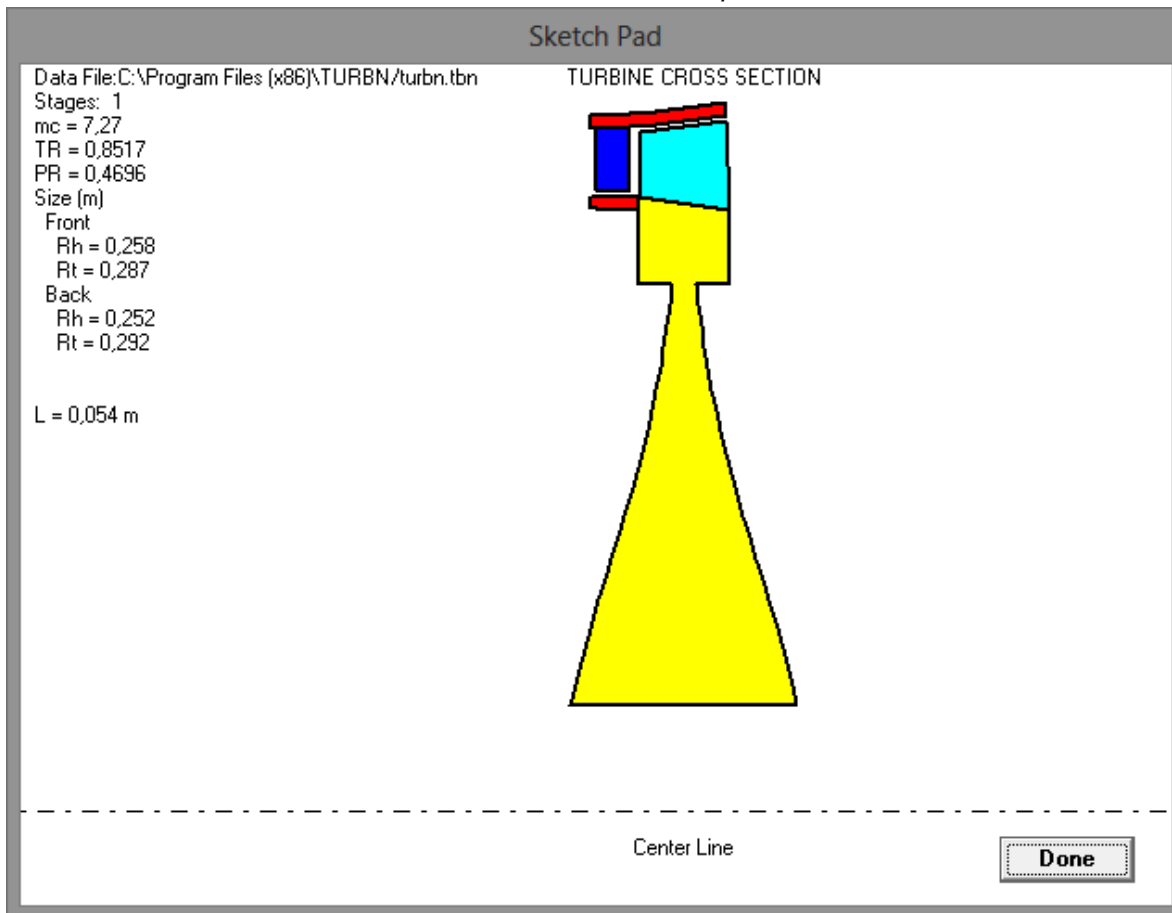 Sketch Pad
Data File:C:\Program Files (x86)\TURBN/turbn.tbn
TURBINE CROSS SECTION
Stages: 1
mc = 7,27
TR = 0,8517
PR = 0,4696
Size (m)
Front
Rh = 0,258
Rt = 0,287
Back
Rh = 0,252
Rt = 0,292
L = 0,054 m
Center Line
Done